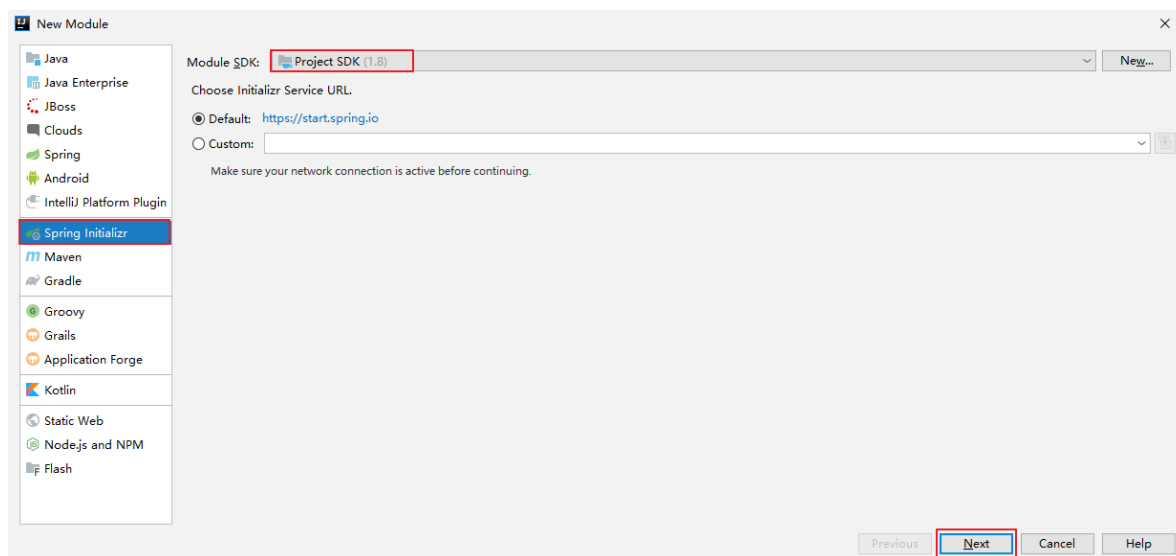 New Module
Java
Java Enterprise
JBoss
Clouds
Spring
Android
IntelliJ Platform Plugin
Spring Initializr
Maven
Gradle
Groovy
Grails
Application Forge
Kotlin
Static Web
Node.js and NPM
Flash
Module SDK: Project SDK (1.8) New...
Choose Initializr Service URL.
Default: https://start.spring.io
Custom:
Make sure your network connection is active before continuing.
Previous Next Cancel Help